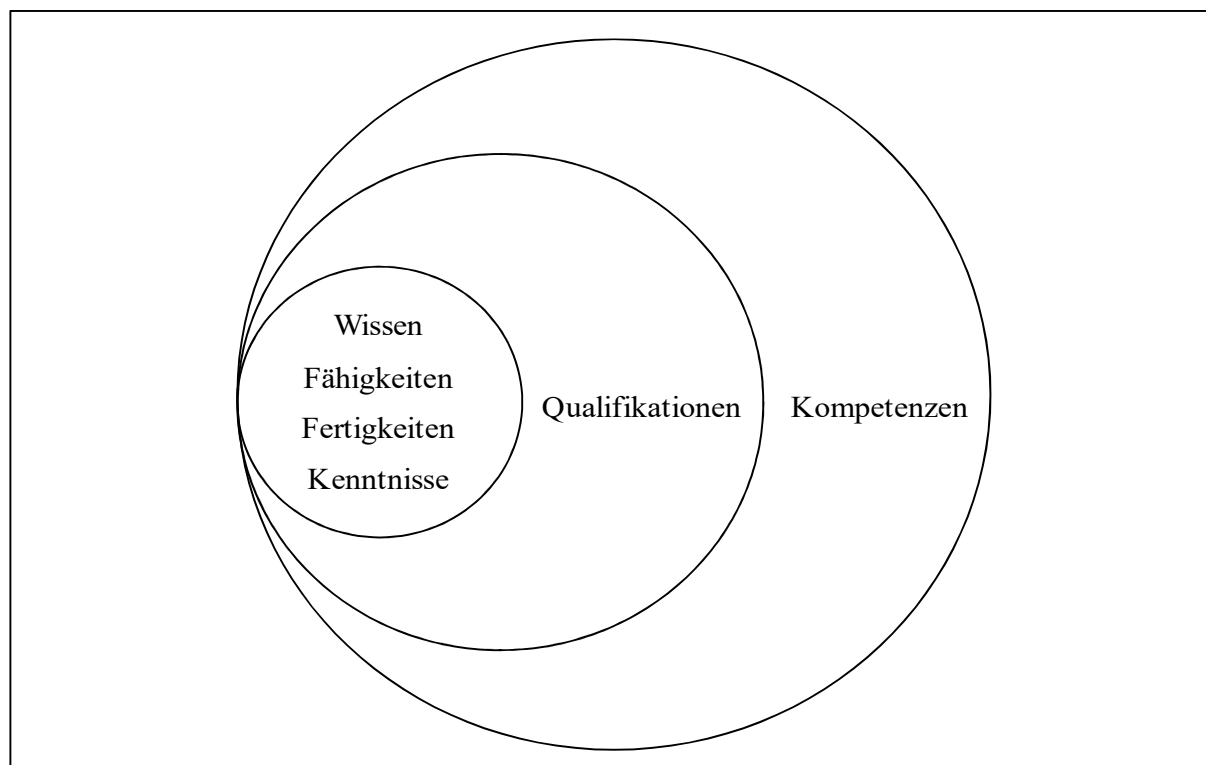 Wissen
Fähigkeiten
Fertigkeiten
Kenntnisse
Qualifikationen
Kompetenzen